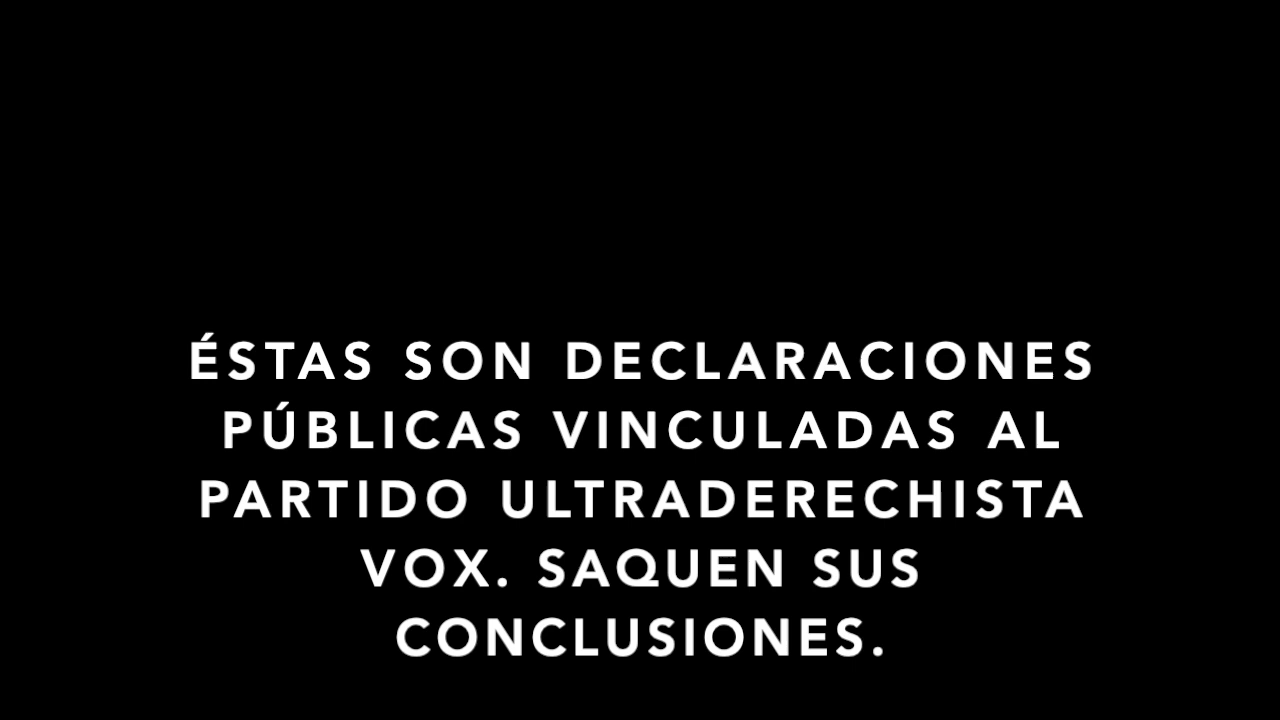 ÉSTAS SON DECLARACIONES
PÚBLICAS VINCULADAS AL
PARTIDO ULTRADERECHISTA
VOX. SAQUEN SUS
CONCLUSIONES.